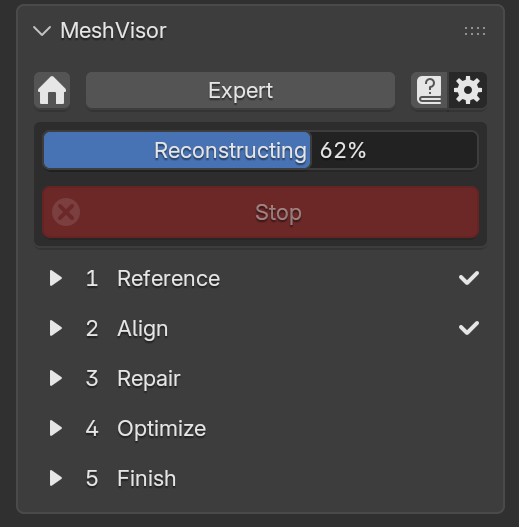 MeshVisor
Expert
Reconstructing 62%
Stop
1 Reference
2 Align
3 Repair
4 Optimize
5 Finish